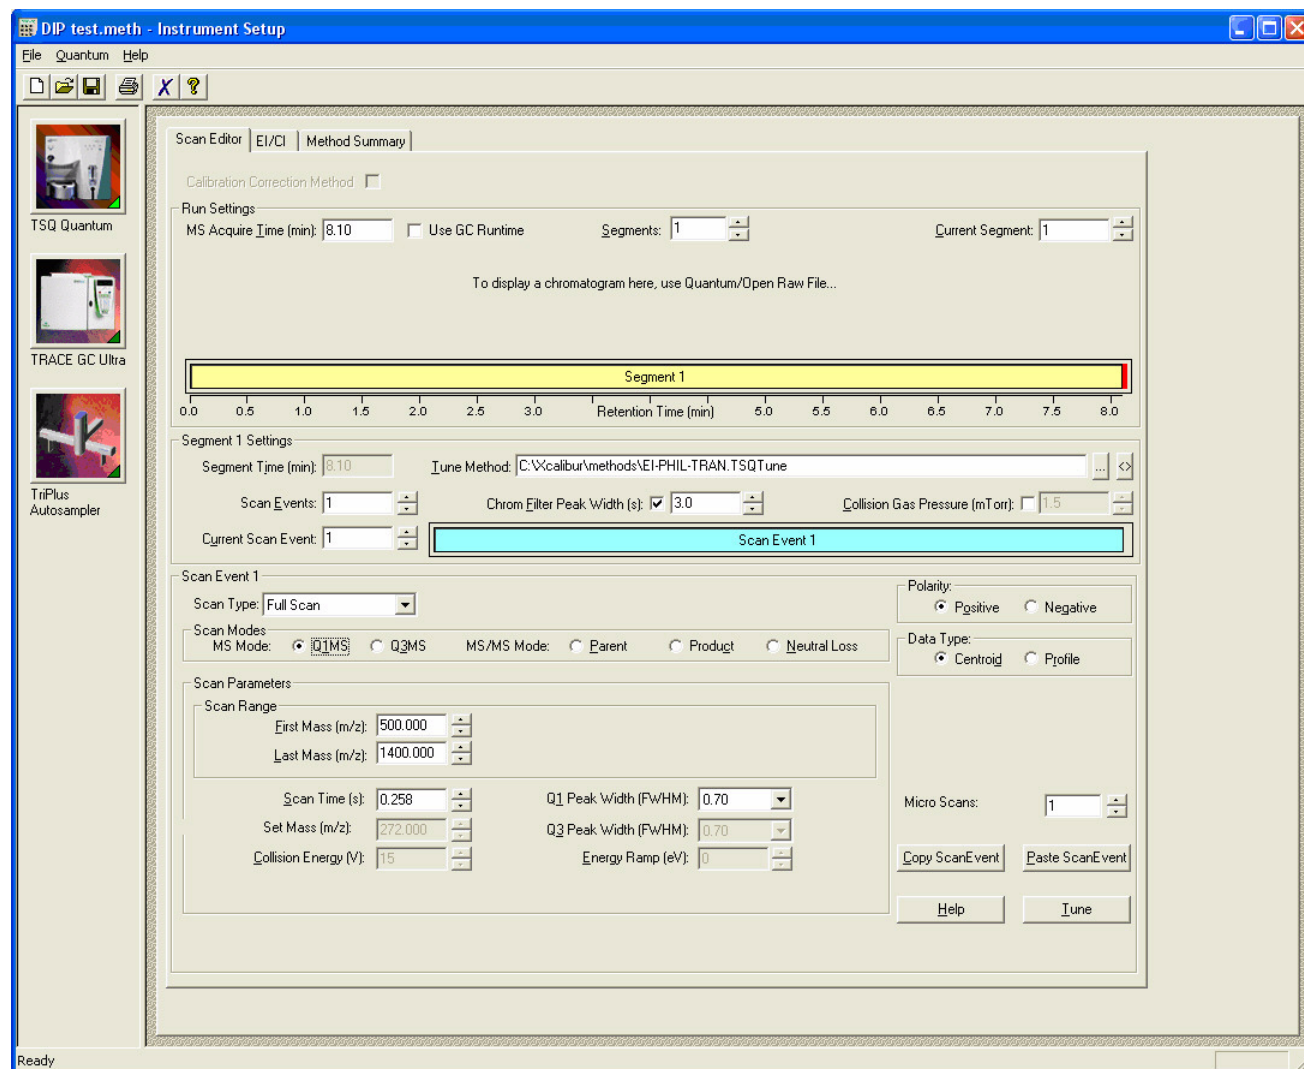 DIP test.meth - Instrument Setup
File Quantum Help
Scan Editor EI/CI Method Summary
Calibration Correction Method
Run Settings
MS Acquire Time (min): 8.10 Use GC Runtime Segments: 1 Current Segment: 1
TSQ Quantum
To display a chromatogram here, use Quantum/Open Raw File...
TRACE GC Ultra
Segment 1
0.0 0.5 1.0 1.5 2.0 2.5 3.0 Retention Time (min) 5.0 5.5 6.0 6.5 7.0 7.5 8.0
Segment 1 Settings
Segment Time (min): 8.10 Tune Method: C:\Xcalibur\methods\EI-PHIL-TRAN.TSQTune ... <>
TriPlus
Autosampler
Scan Events: 1 Chrom Filter Peak Width (s): 3.0 Collision Gas Pressure (mTorr): 1.5
Current Scan Event: 1 Scan Event 1
Scan Event 1
Scan Type: Full Scan
Polarity:
Positive Negative
Scan Modes
MS Mode: Q1MS Q3MS MS/MS Mode: Parent Product Neutral Loss
Data Type:
Centroid Profile
Scan Parameters
Scan Range
First Mass (m/z): 500.000
Last Mass (m/z): 1400.000
Scan Time (s): 0.258 Q1 Peak Width (FWHM): 0.70 Micro Scans: 1
Set Mass (m/z): 272.000 Q3 Peak Width (FWHM): 0.70
Collision Energy (V): 15 Energy Ramp (eV): 0 Copy ScanEvent Paste ScanEvent
Help Tune
Ready